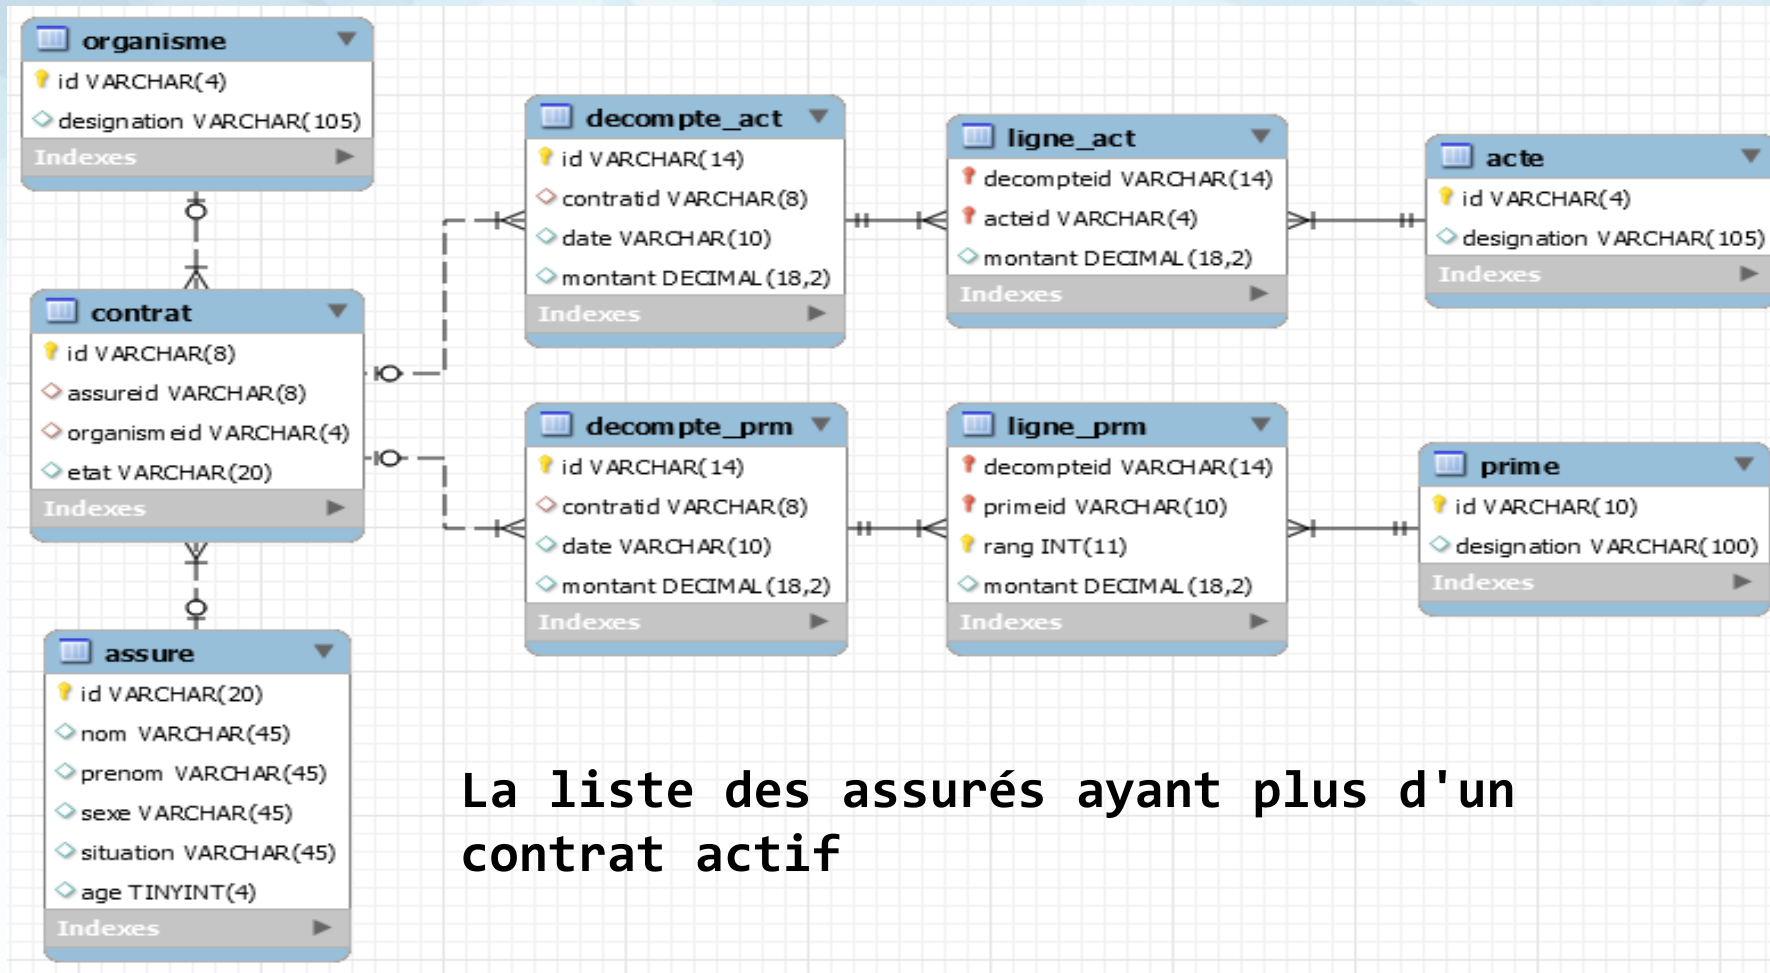 organisme
id VARCHAR(4)
designation VARCHAR(105)
Indexes
decompte_act
id VARCHAR(14)
contratid VARCHAR(8)
date VARCHAR(10)
montant DECIMAL(18,2)
Indexes
ligne_act
decompteid VARCHAR(14)
acteid VARCHAR(4)
montant DECIMAL(18,2)
Indexes
acte
id VARCHAR(4)
designation VARCHAR(105)
Indexes
contrat
id VARCHAR(8)
assureid VARCHAR(8)
organismeid VARCHAR(4)
etat VARCHAR(20)
Indexes
decompte_prm
id VARCHAR(14)
contratid VARCHAR(8)
date VARCHAR(10)
montant DECIMAL(18,2)
Indexes
ligne_prm
decompteid VARCHAR(14)
primeid VARCHAR(10)
rang INT(11)
montant DECIMAL(18,2)
Indexes
prime
id VARCHAR(10)
designation VARCHAR(100)
Indexes
assure
id VARCHAR(20)
nom VARCHAR(45)
prenom VARCHAR(45)
sexe VARCHAR(45)
situation VARCHAR(45)
age TINYINT(4)
Indexes
La liste des assurés ayant plus d'un
contrat actif